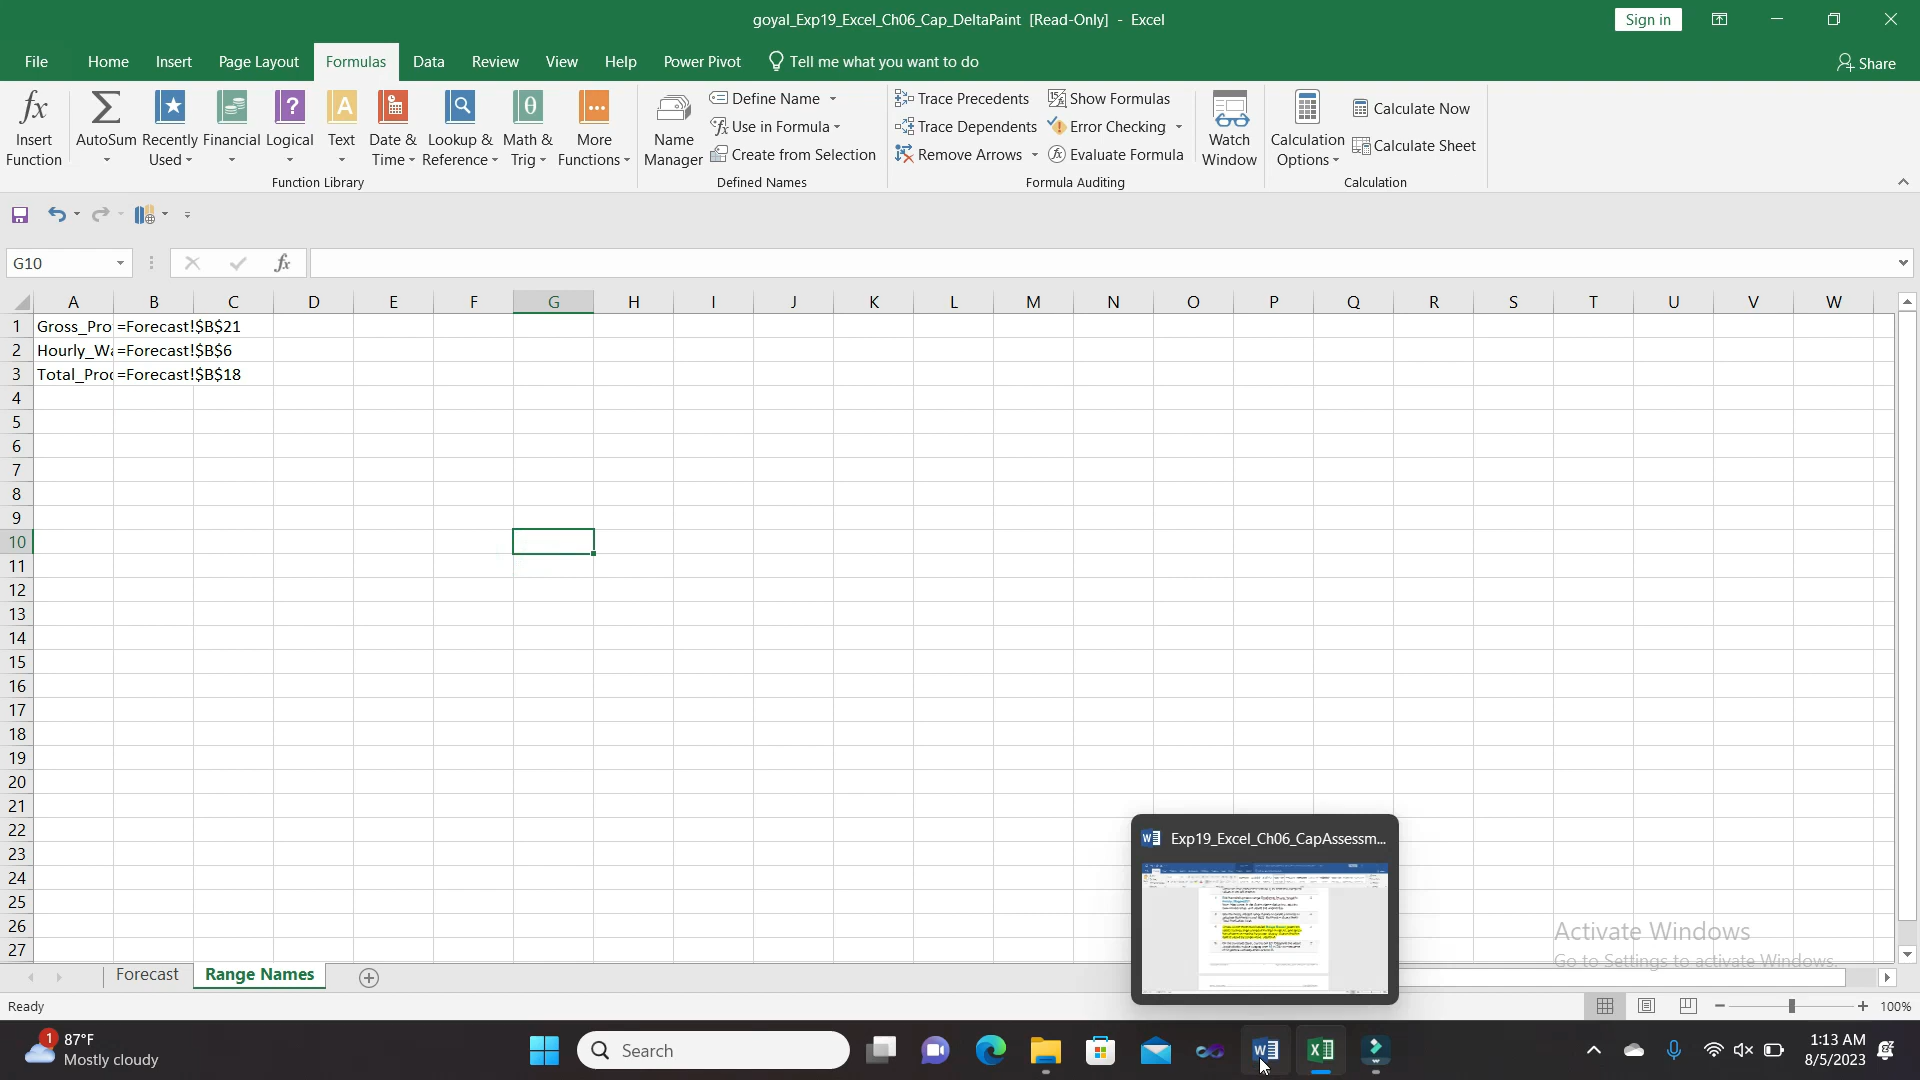 goyal_Exp19_Excel_Ch06_Cap_DeltaPaint [Read-Only] - Excel
Sign in
File Home Insert Page Layout Formulas Data Review View Help Power Pivot Tell me what you want to do Share
Insert Function
AutoSum
Recently Used
Financial
Logical
Text
Date & Time
Lookup & Reference
Math & Trig
More Functions
Function Library
Name Manager
Define Name
Use in Formula
Create from Selection
Defined Names
Trace Precedents
Trace Dependents
Remove Arrows
Show Formulas
Error Checking
Evaluate Formula
Formula Auditing
Watch Window
Calculation Options
Calculate Now
Calculate Sheet
Calculation
G10
fx
A B C D E F G H I J K L M N O P Q R S T U V W
1 Gross_Pro =Forecast!$B$21
2 Hourly_Wa =Forecast!$B$6
3 Total_Proc =Forecast!$B$18
4
5
6
7
8
9
10
11
12
13
14
15
16
17
18
19
20
21
22
23
24
25
26
27
Exp19_Excel_Ch06_CapAssessm...
Activate Windows
Go to Settings to activate Windows.
Forecast Range Names
Ready
100%
1
87°F
Mostly cloudy
Search
1:13 AM
8/5/2023